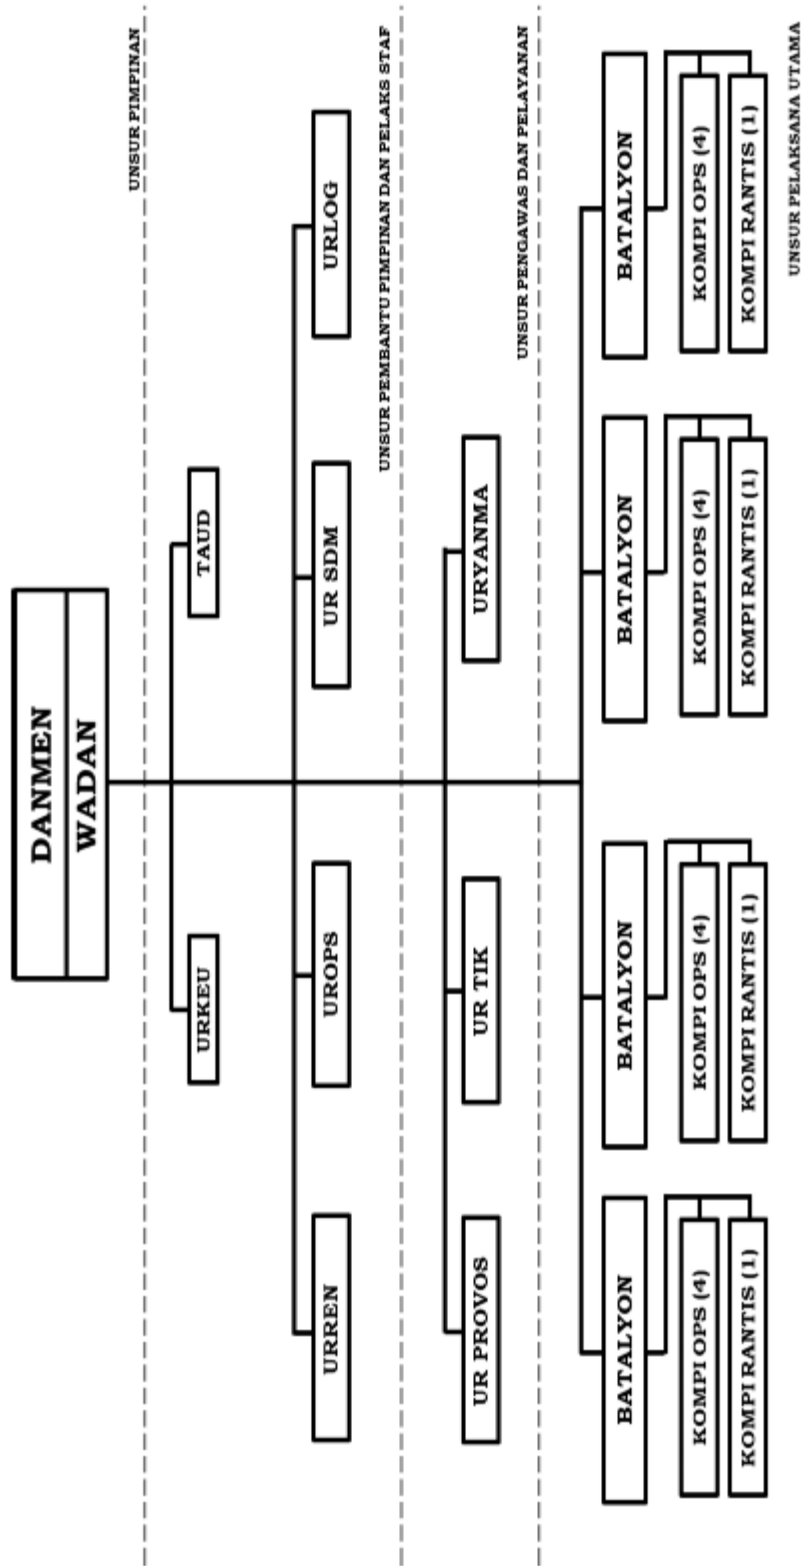 DANMEN
WADAN
UNSUR PIMPINAN
URKEU
TAUD
URREN
UROPS
UR SDM
URLOG
UNSUR PEMBANTU PIMPINAN DAN PELAKS STAF
UR PROVOS
UR TIK
URYANMA
UNSUR PENGAWAS DAN PELAYANAN
BATALYON
KOMPI OPS (4)
KOMPI RANTIS (1)
BATALYON
KOMPI OPS (4)
KOMPI RANTIS (1)
BATALYON
KOMPI OPS (4)
KOMPI RANTIS (1)
BATALYON
KOMPI OPS (4)
KOMPI RANTIS (1)
UNSUR PELAKSANA UTAMA